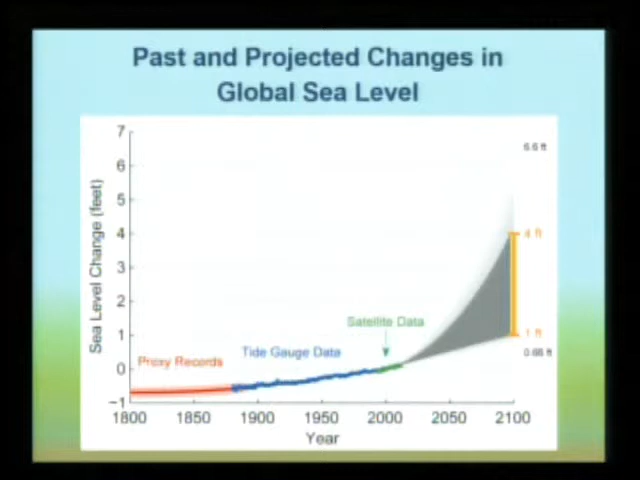 Past and Projected Changes in
Global Sea Level
7
6.6 ft
6
5
4
4 ft
3
2
Satellite Data
1
1 ft
Proxy Records
Tide Gauge Data
0.66 ft
0
−1
Sea Level Change (feet)
1800
1850
1900
1950
2000
2050
2100
Year